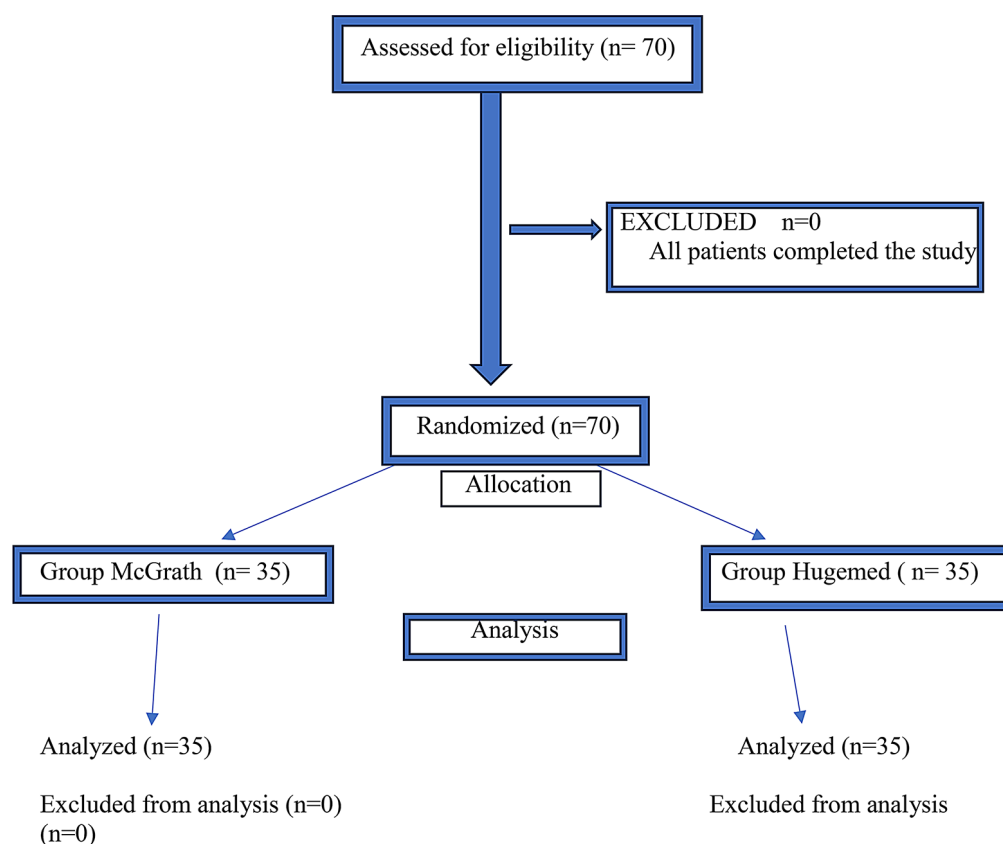 Assessed for eligibility (n= 70)
EXCLUDED n=0
All patients completed the study
Randomized (n=70)
Allocation
Group McGrath (n= 35)
Group Hugemed ( n= 35)
Analysis
Analyzed (n=35)
Analyzed (n=35)
Excluded from analysis (n=0)
Excluded from analysis
(n=0)